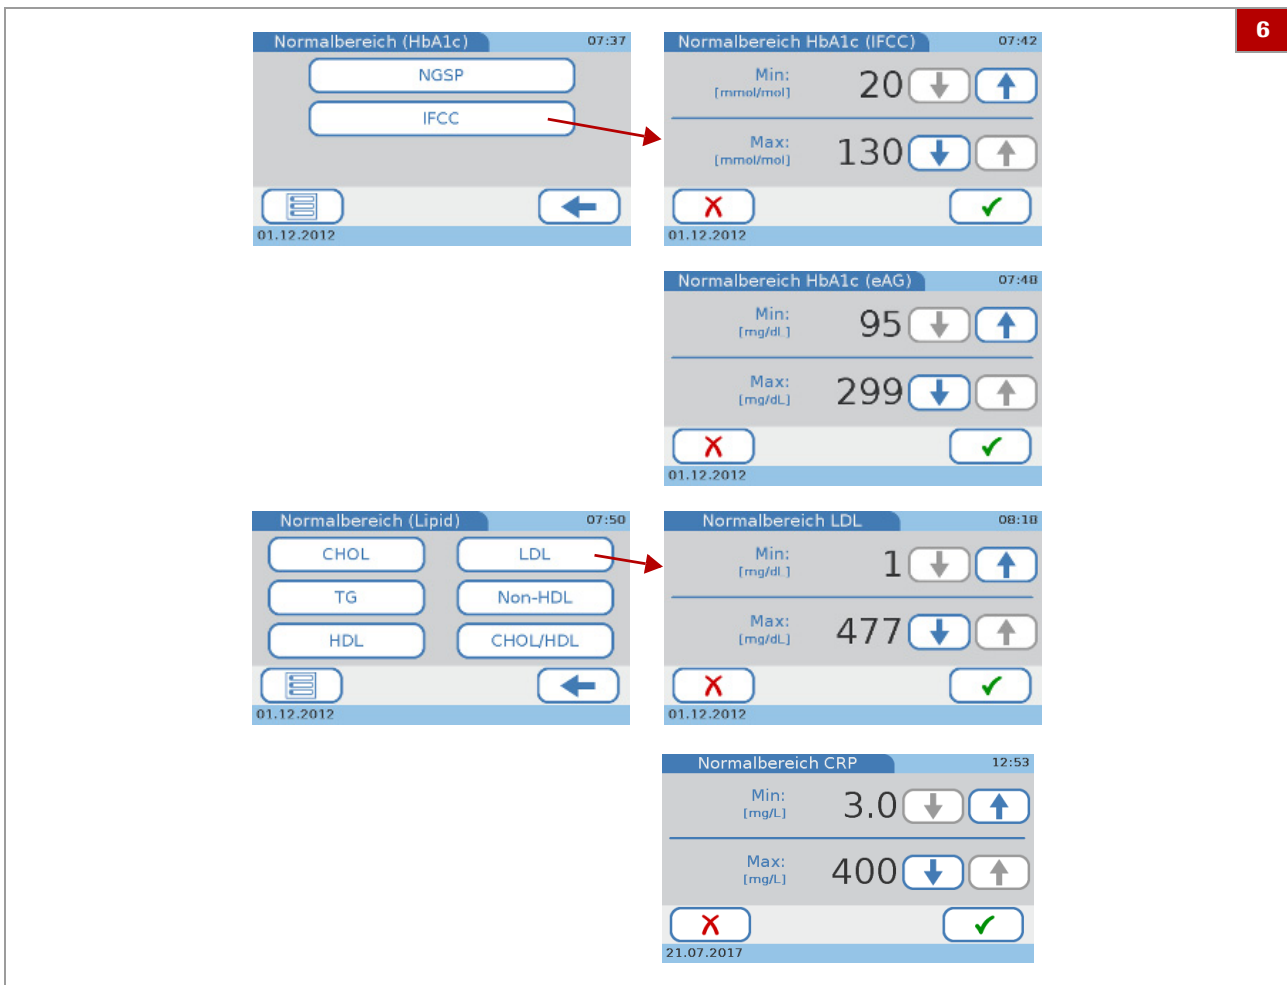 6
Normalbereich (HbA1c) 07:37
NGSP
IFCC
01.12.2012
Normalbereich HbA1c (IFCC) 07:42
Min: 20
[mmol/mol]
Max: 130
[mmol/mol]
01.12.2012
Normalbereich HbA1c (eAG) 07:48
Min: 95
[mg/dL]
Max: 299
[mg/dL]
01.12.2012
Normalbereich (Lipid) 07:50
CHOL LDL
TG Non-HDL
HDL CHOL/HDL
01.12.2012
Normalbereich LDL 08:18
Min: 1
[mg/dL]
Max: 477
[mg/dL]
01.12.2012
Normalbereich CRP 12:53
Min: 3.0
[mg/L]
Max: 400
[mg/L]
21.07.2017